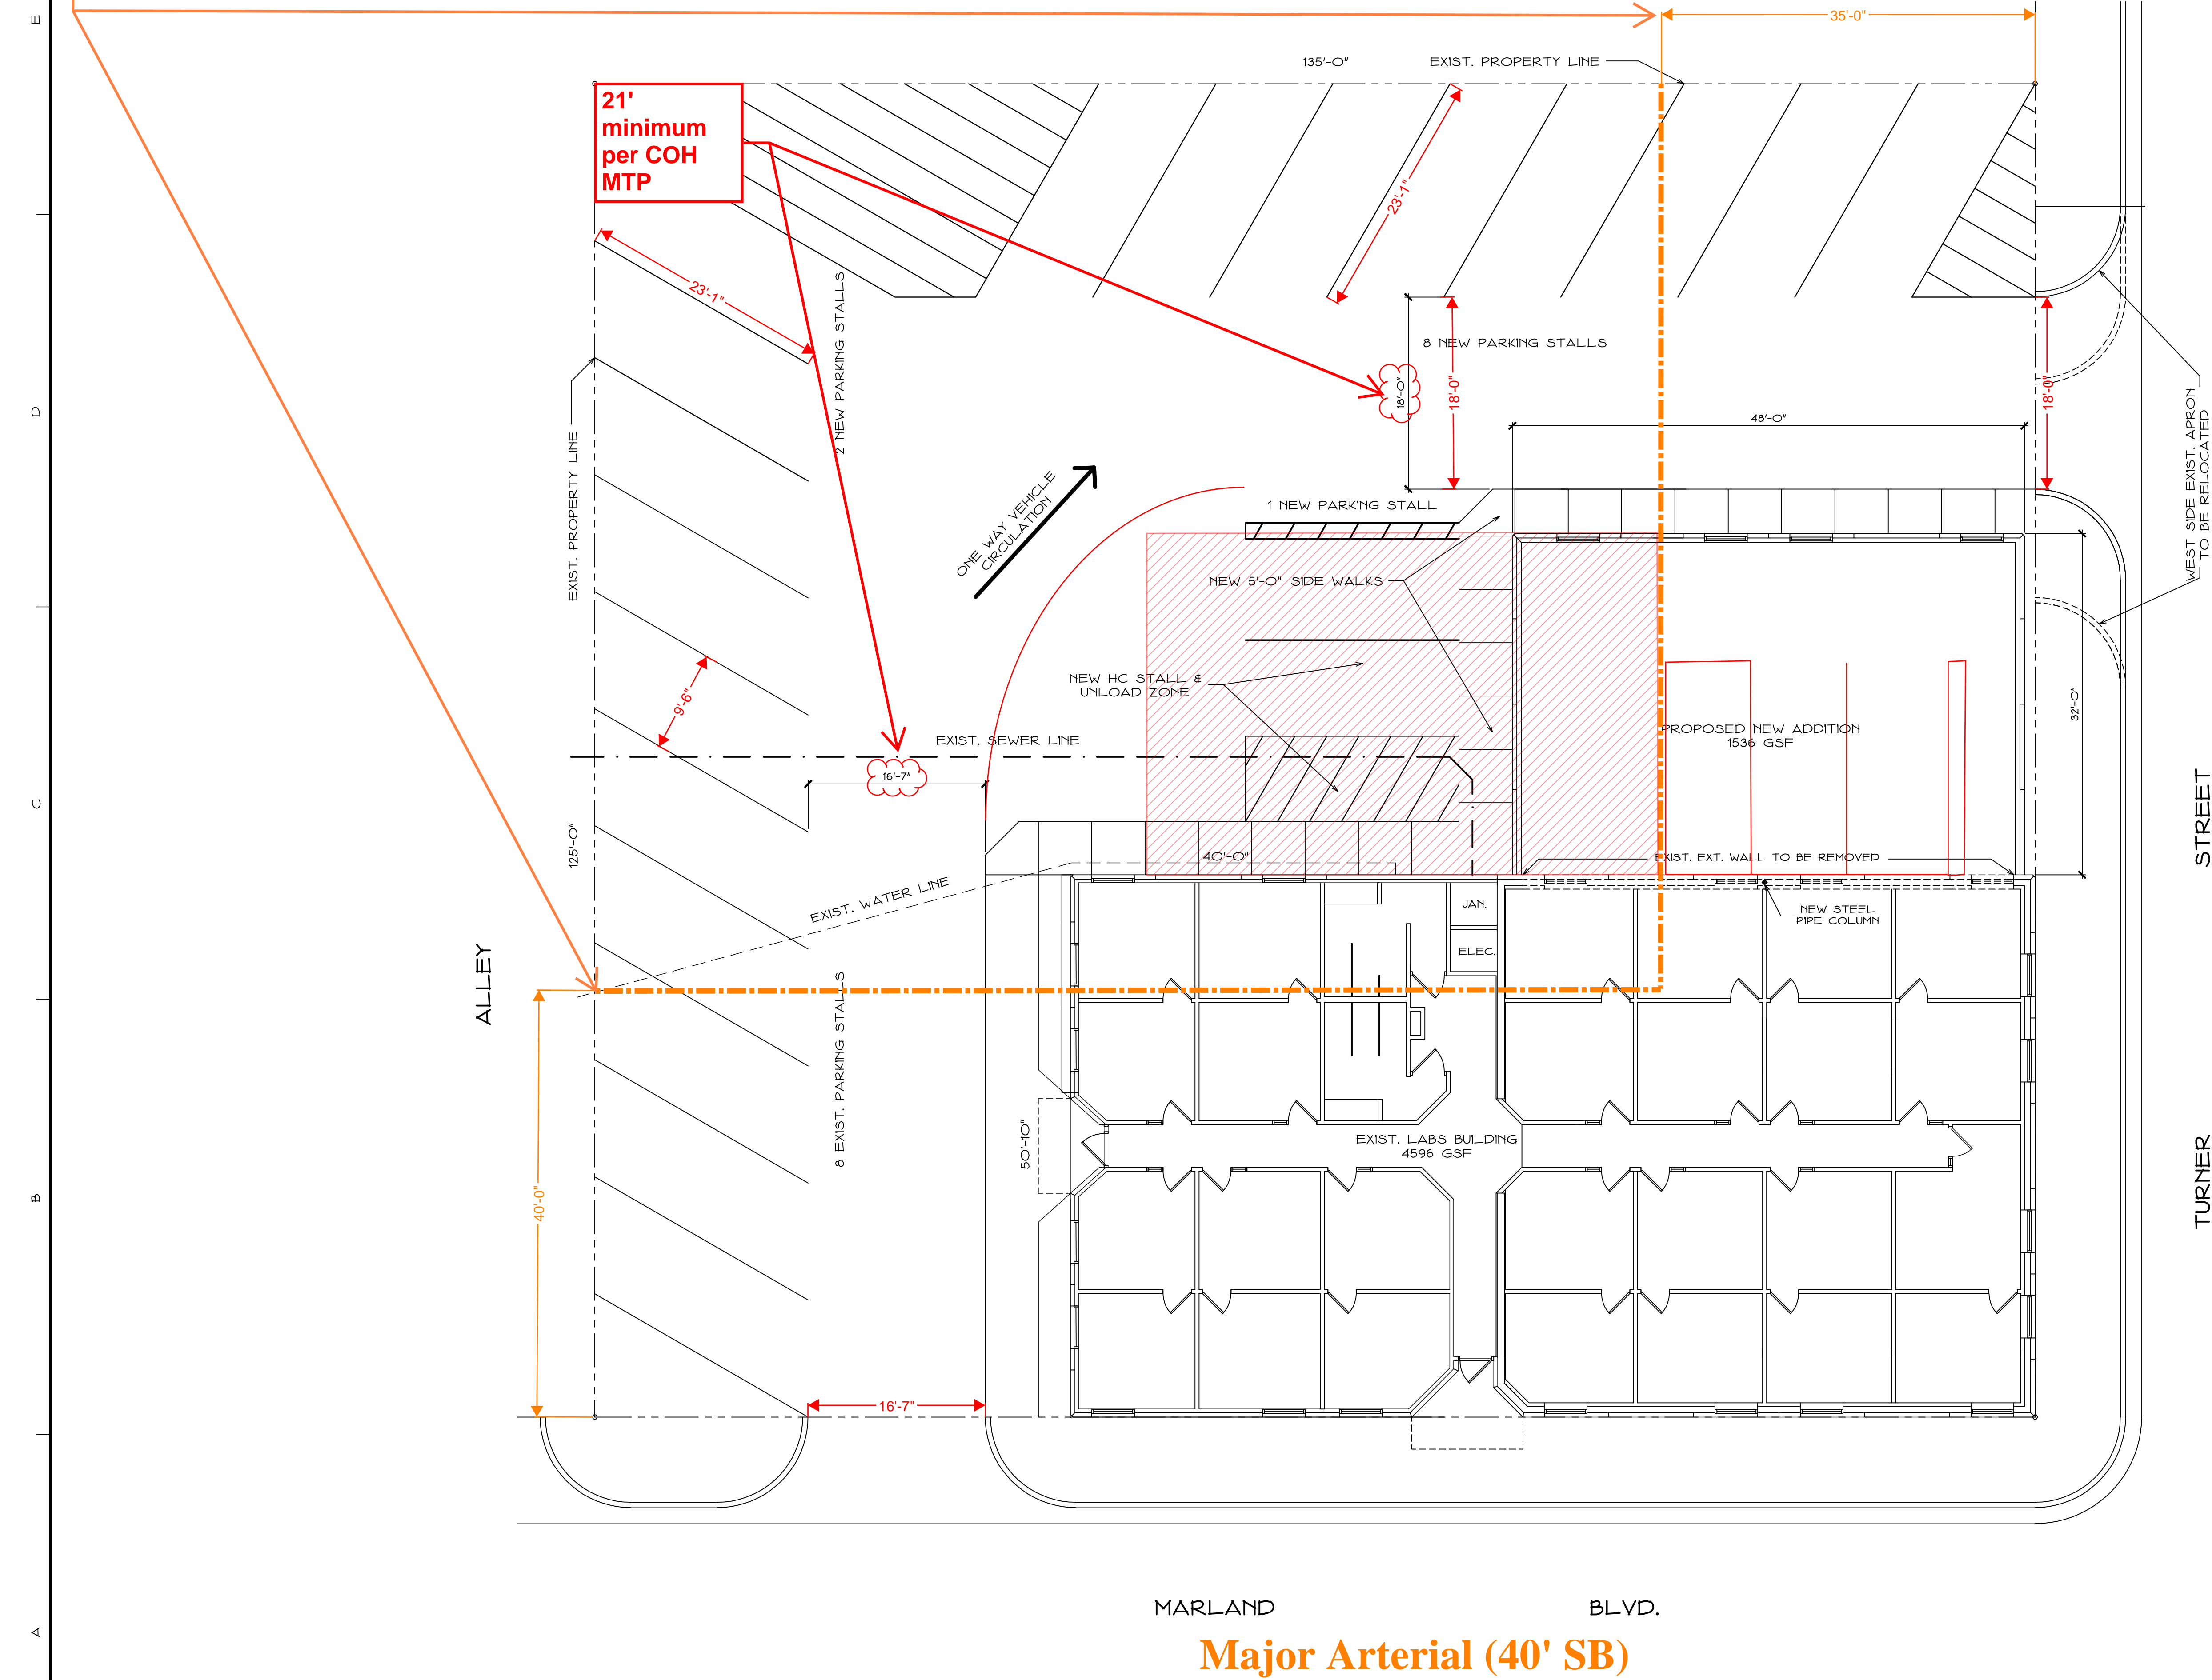 E
35'-0"
135'-0"
EXIST. PROPERTY LINE
21'
minimum
per COH
MTP
23'-1"
23'-1"
2 NEW PARKING STALLS
8 NEW PARKING STALLS
18'-0"
18'-0"
18'-0"
D
EXIST. PROPERTY LINE
48'-0"
WEST SIDE EXIST. APRON
TO BE RELOCATED
ONE WAY VEHICLE
CIRCULATION
1 NEW PARKING STALL
NEW 5'-0" SIDE WALKS
NEW HC STALL &
UNLOAD ZONE
9'-6"
32'-0"
PROPOSED NEW ADDITION
1536 GSF
EXIST. SEWER LINE
16'-7"
C
STREET
125'-0"
40'-0"
EXIST. EXT. WALL TO BE REMOVED
EXIST. WATER LINE
JAN.
NEW STEEL
PIPE COLUMN
ELEC.
ALLEY
8 EXIST. PARKING STALLS
50'-10"
EXIST. LABS BUILDING
4596 GSF
40'-0"
B
TURNER
16'-7"
MARLAND BLVD.
A
Major Arterial (40' SB)